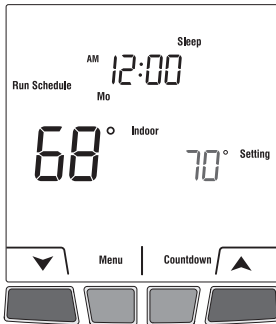 Sleep
AM 12:00
Run Schedule
Mo
68° Indoor
70° Setting
Menu Countdown